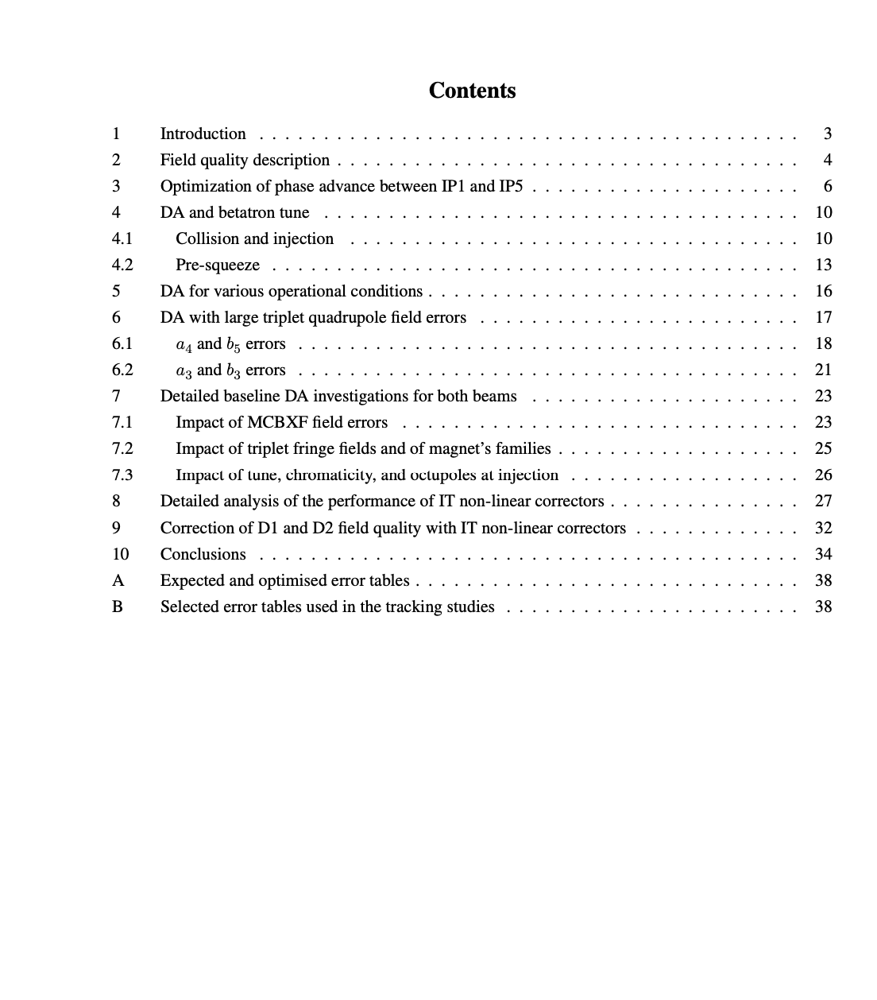 Contents
1 Introduction . . . . . . . . . . . . . . . . . . . . . . . . . . . . . . . . . . . . . . . . . . 3
2 Field quality description . . . . . . . . . . . . . . . . . . . . . . . . . . . . . . . . . . . . 4
3 Optimization of phase advance between IP1 and IP5 . . . . . . . . . . . . . . . . . . . . . 6
4 DA and betatron tune . . . . . . . . . . . . . . . . . . . . . . . . . . . . . . . . . . . . . 10
4.1 Collision and injection . . . . . . . . . . . . . . . . . . . . . . . . . . . . . . . . . . . 10
4.2 Pre-squeeze . . . . . . . . . . . . . . . . . . . . . . . . . . . . . . . . . . . . . . . . . 13
5 DA for various operational conditions . . . . . . . . . . . . . . . . . . . . . . . . . . . . . 16
6 DA with large triplet quadrupole field errors . . . . . . . . . . . . . . . . . . . . . . . . . 17
6.1 a₄ and b₅ errors . . . . . . . . . . . . . . . . . . . . . . . . . . . . . . . . . . . . . . . 18
6.2 a₃ and b₃ errors . . . . . . . . . . . . . . . . . . . . . . . . . . . . . . . . . . . . . . . 21
7 Detailed baseline DA investigations for both beams . . . . . . . . . . . . . . . . . . . . . 23
7.1 Impact of MCBXF field errors . . . . . . . . . . . . . . . . . . . . . . . . . . . . . . . 23
7.2 Impact of triplet fringe fields and of magnet's families . . . . . . . . . . . . . . . . . . . 25
7.3 Impact of tune, chromaticity, and octupoles at injection . . . . . . . . . . . . . . . . . . 26
8 Detailed analysis of the performance of IT non-linear correctors . . . . . . . . . . . . . . . 27
9 Correction of D1 and D2 field quality with IT non-linear correctors . . . . . . . . . . . . . 32
10 Conclusions . . . . . . . . . . . . . . . . . . . . . . . . . . . . . . . . . . . . . . . . . . 34
A Expected and optimised error tables . . . . . . . . . . . . . . . . . . . . . . . . . . . . . . 38
B Selected error tables used in the tracking studies . . . . . . . . . . . . . . . . . . . . . . . 38